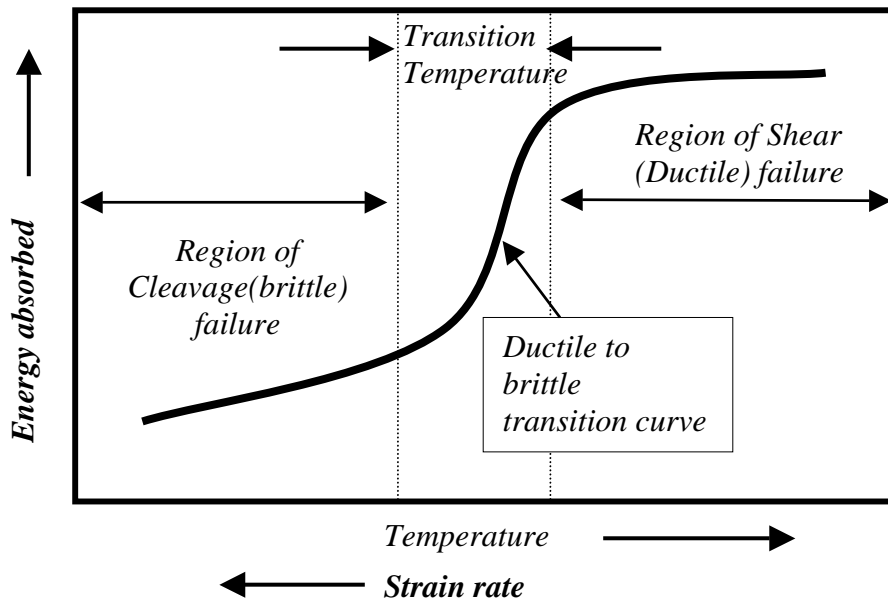 Transition
Temperature
Region of Shear
(Ductile) failure
Region of
Cleavage(brittle)
failure
Ductile to
brittle
transition curve
Energy absorbed
Temperature
Strain rate